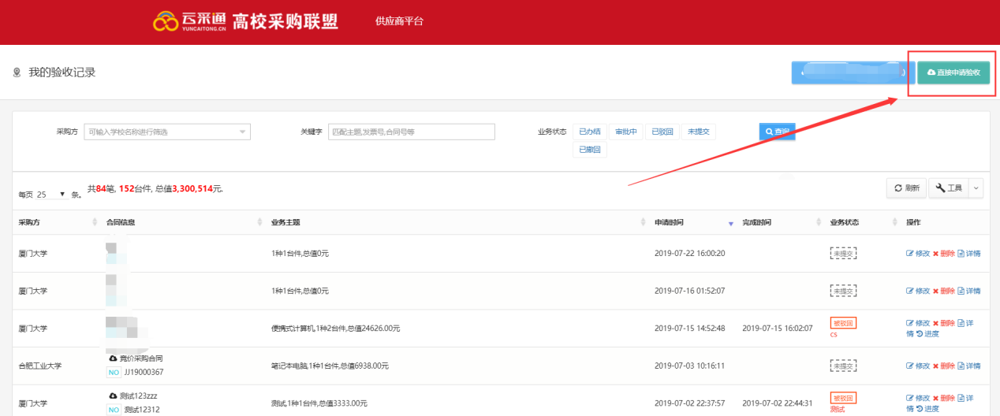 云采通 高校采购联盟 供应商平台
YUNCAITONG.CN
我的验收记录
直接申请验收
采购方 可输入学校名称进行筛选 关键字 匹配主题,发票号,合同号等 业务状态 已办结 审批中 已驳回 未提交 查询
已撤回
每页 25 条。 共84笔, 152台件, 总值3,300,514元.
刷新 工具
采购方 合同信息 业务主题 申请时间 完成时间 业务状态 操作
厦门大学 1种1台件,总值0元 2019-07-22 16:00:20 未提交 修改 删除 详情
厦门大学 1种1台件,总值0元 2019-07-16 01:52:07 未提交 修改 删除 详情
厦门大学 便携式计算机,1种2台件,总值24626.00元 2019-07-15 14:52:48 2019-07-15 16:02:07 被驳回 修改 删除 详
cs 情 进度
合肥工业大学 竞价采购合同 笔记本电脑,1种1台件,总值6938.00元 2019-07-03 10:16:11 未提交 修改 删除 详情
NO JJ19000367
厦门大学 测试123zzz 测试,1种1台件,总值3333.00元 2019-07-02 22:37:57 2019-07-02 22:44:31 被驳回 修改 删除 详
NO 测试12312 测试 情 进度